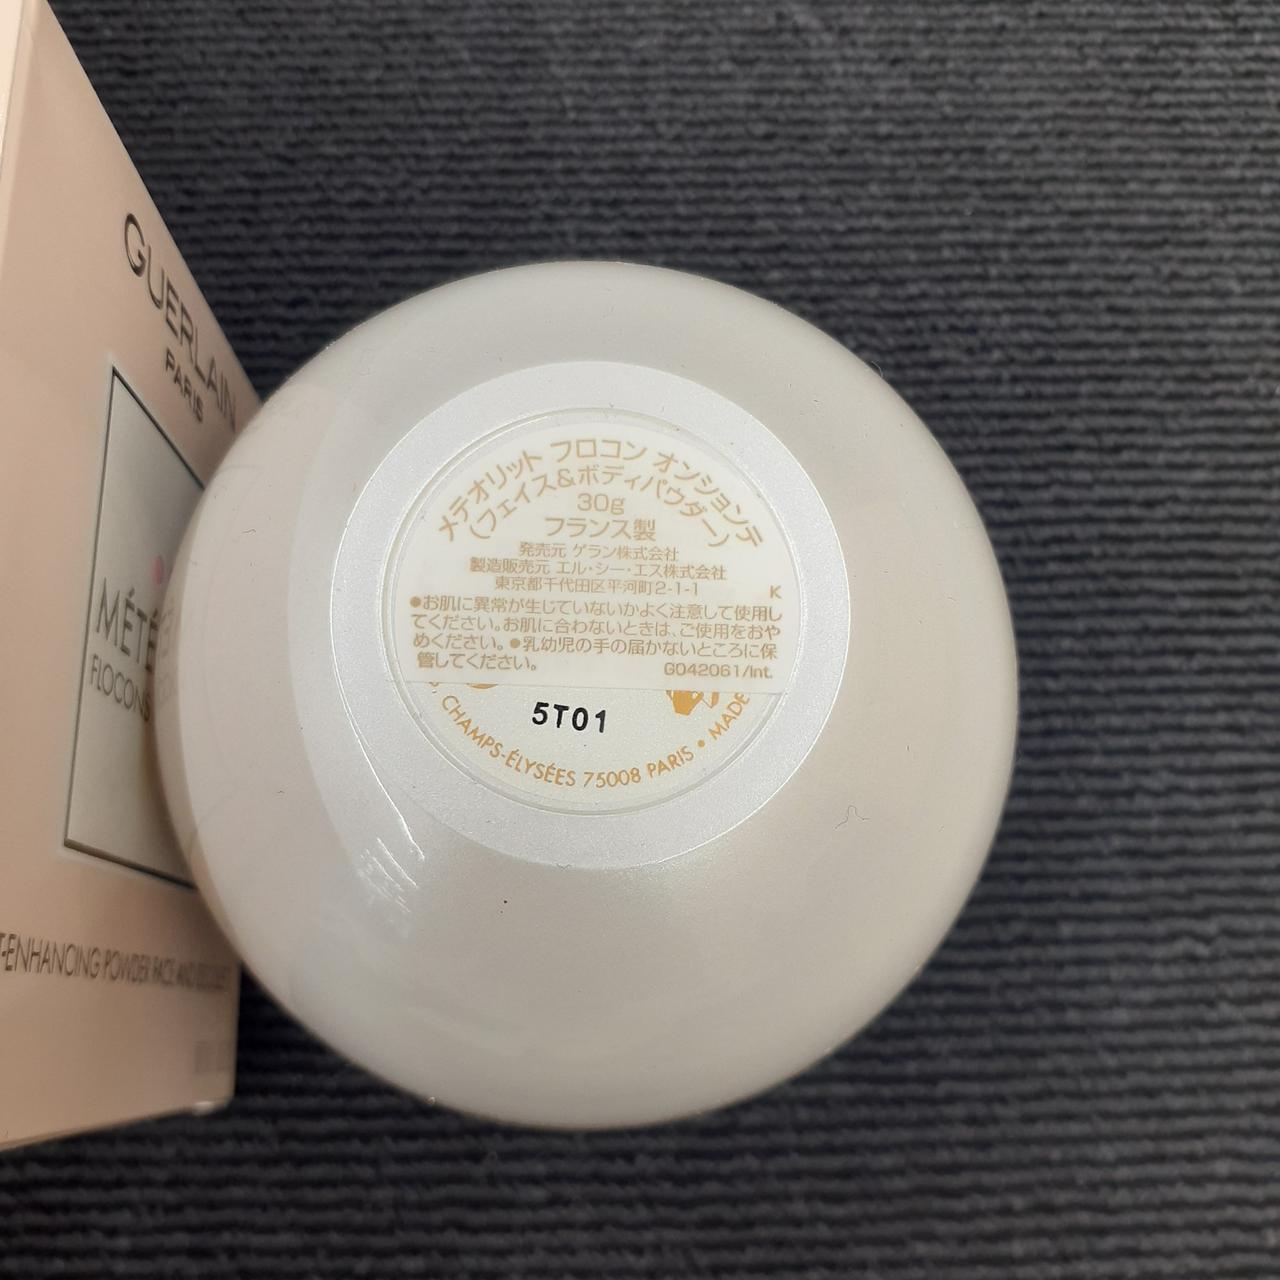 GUERLAIN
PARIS
MÉTÉ
FLOCONS
T-ENHANCING POWDER FACE AND
メテオリット フロコン オンションテ
(フェイス&ボディパウダー)
30g
フランス製
発売元 ゲラン株式会社
製造販売元 エル・シー・エス株式会社
東京都千代田区平河町2-1-1
K
●お肌に異常が生じていないかよく注意して使用し
てください。お肌に合わないときは、ご使用をおや
めください。●乳幼児の手の届かないところに保
管してください。
G042061/Int.
5T01
CHAMPS-ÉLYSÉES 75008 PARIS • MADE